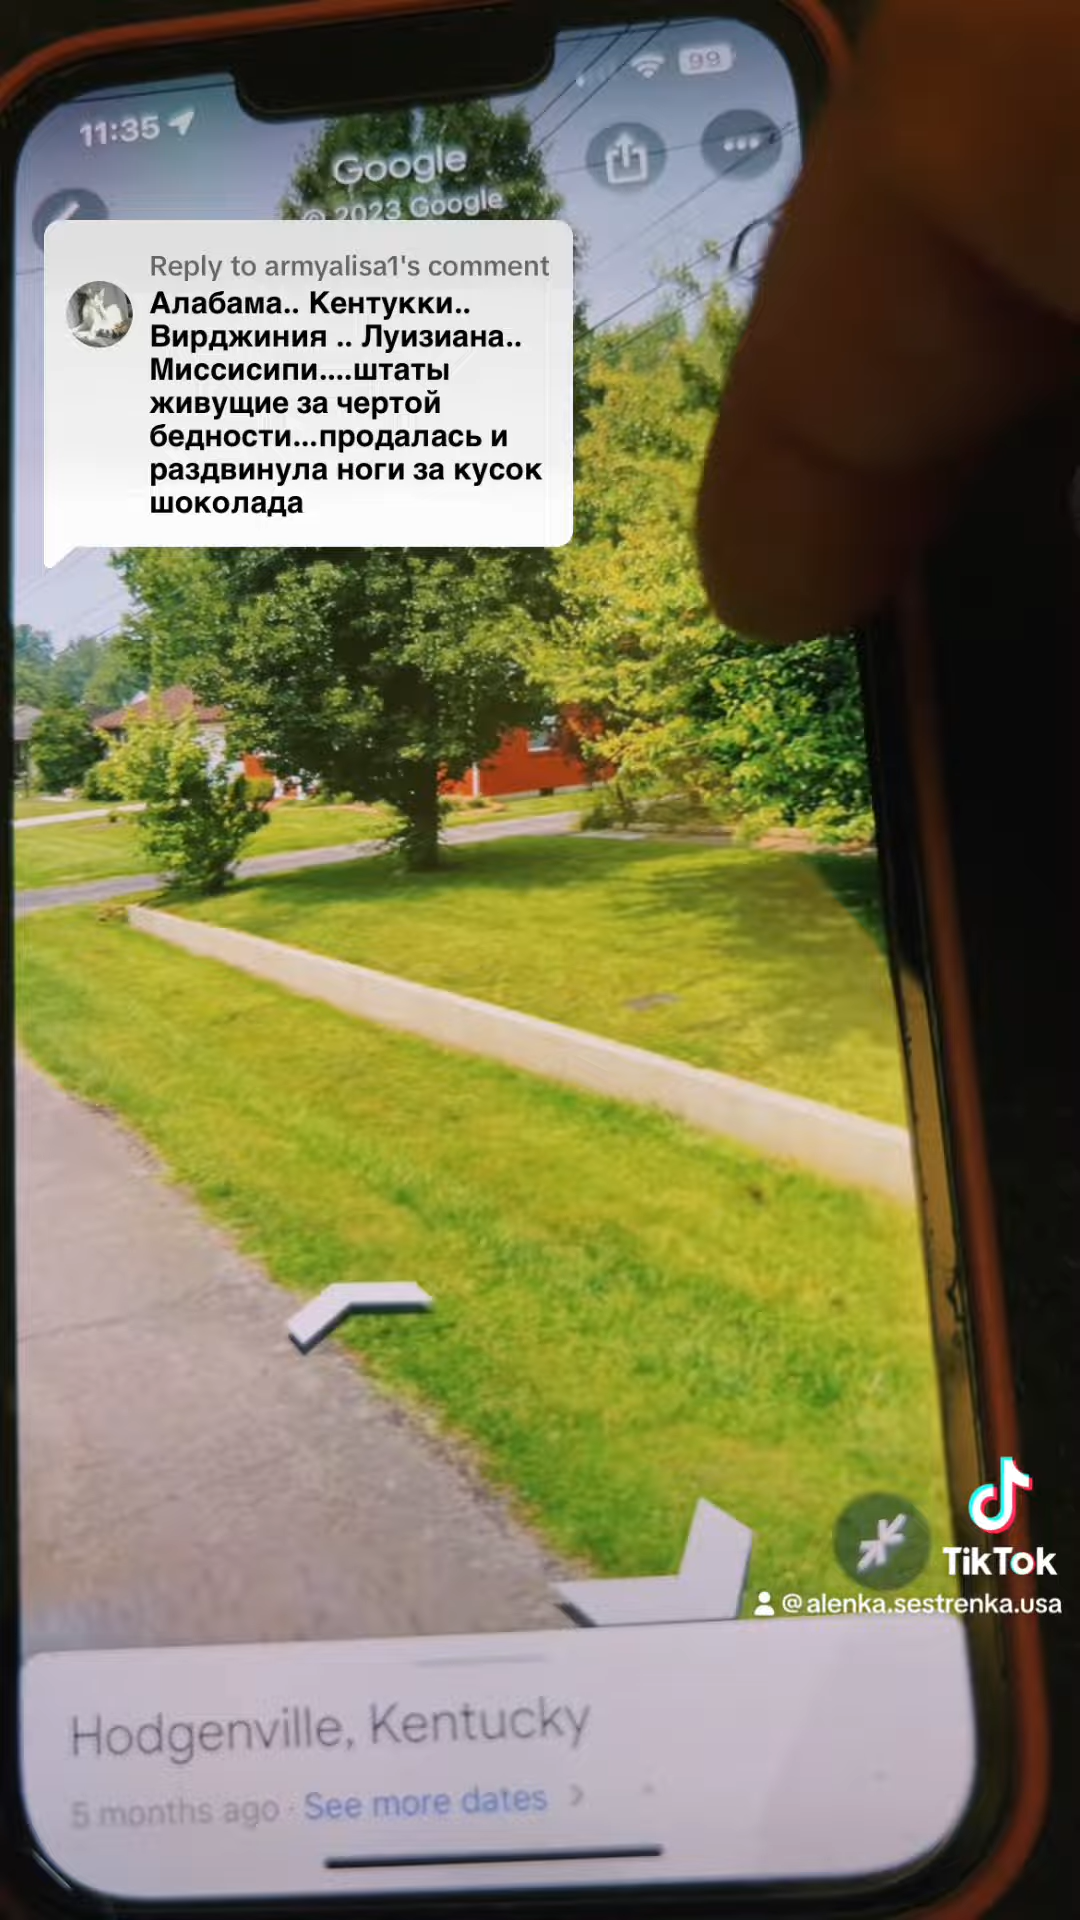 11:35
99
Google
© 2023 Google
Reply to armyalisa1's comment
Алабама.. Кентукки..
Вирджиния .. Луизиана..
Миссисипи....штаты
живущие за чертой
бедности...продалась и
раздвинула ноги за кусок
шоколада
TikTok
@alenka.sestrenka.usa
Hodgenville, Kentucky
5 months ago · See more dates >